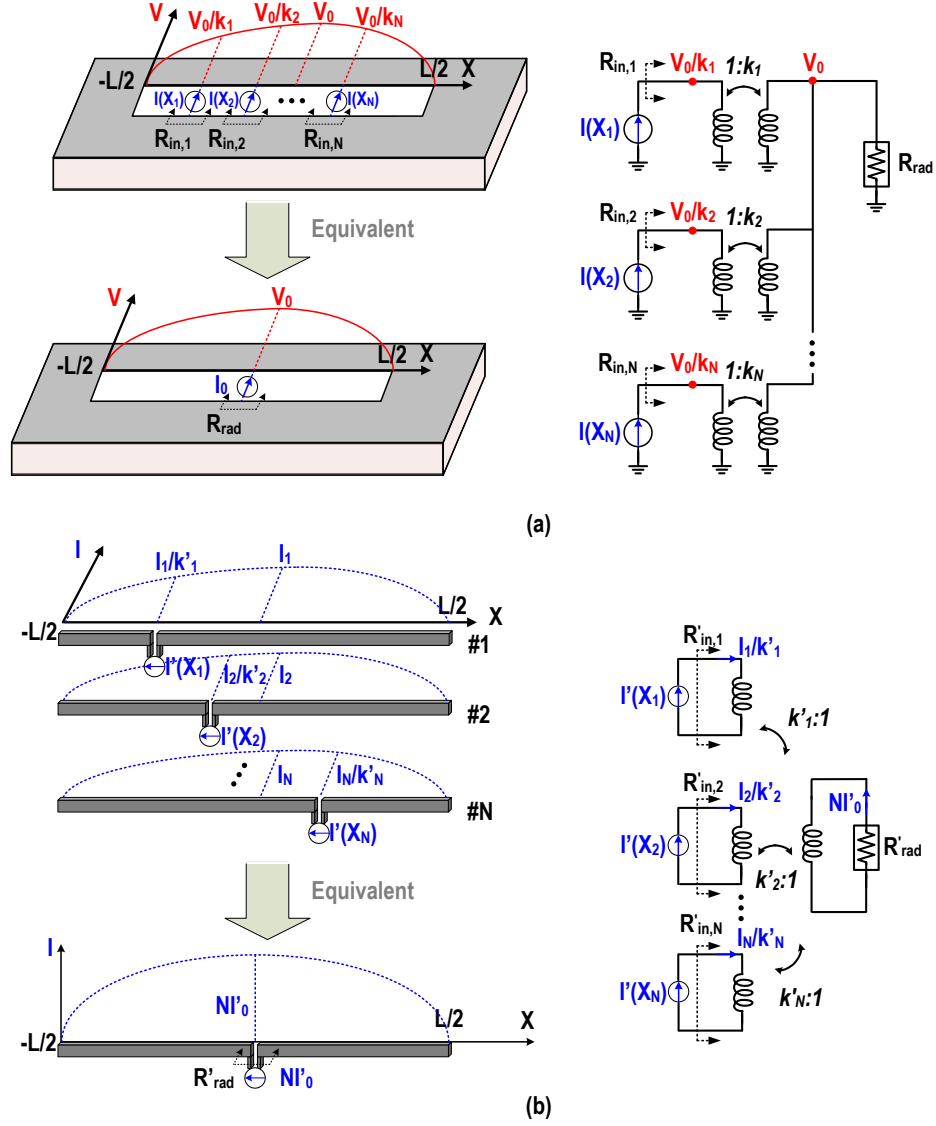 V
V₀/k₁
V₀/k₂
V₀
V₀/kN
-L/2
L/2
X
I(X₁)
I(X₂)
•••
I(XN)
Rin,1
Rin,2
Rin,N
Equivalent
V
V₀
-L/2
L/2
X
I₀
Rrad
Rin,1
V₀/k₁
1:k₁
V₀
I(X₁)
Rrad
Rin,2
V₀/k₂
1:k₂
I(X₂)
Rin,N
V₀/kN
1:kN
I(XN)
(a)
I
I₁/k'₁
I₁
L/2
X
-L/2
#1
I'(X₁)
I₂/k'₂
I₂
#2
I'(X₂)
IN
IN/k'N
#N
I'(XN)
Equivalent
I
NI'₀
L/2
X
-L/2
R'rad
NI'₀
R'in,1
I₁/k'₁
I'(X₁)
k'₁:1
R'in,2
I₂/k'₂
NI'₀
I'(X₂)
R'rad
k'₂:1
R'in,N
IN/k'N
I'(XN)
k'N:1
(b)